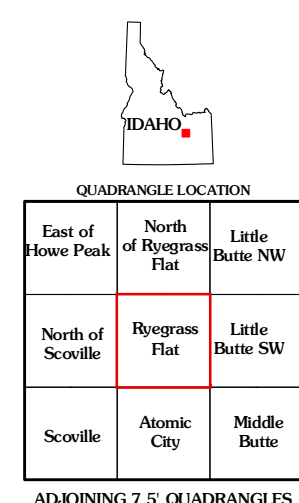 IDAHO
QUADRANGLE LOCATION
East of
Howe Peak
North
of Ryegrass
Flat
Little
Butte NW
North of
Scoville
Ryegrass
Flat
Little
Butte SW
Scoville
Atomic
City
Middle
Butte
ADJOINING 7.5' QUADRANGLES